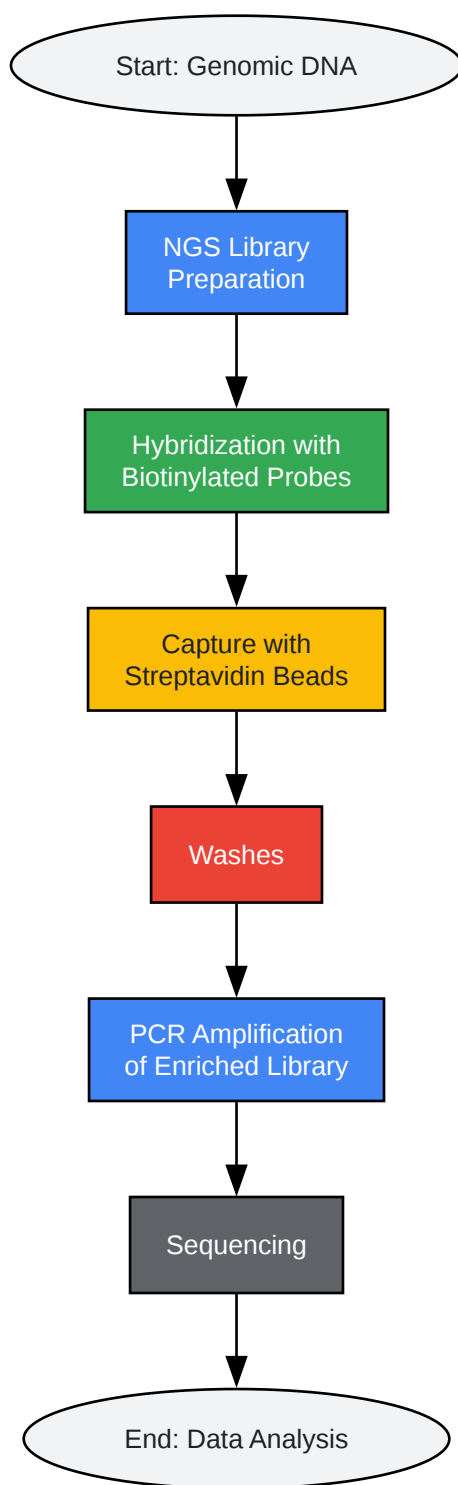 Start: Genomic DNA
NGS Library
Preparation
Hybridization with
Biotinylated Probes
Capture with
Streptavidin Beads
Washes
PCR Amplification
of Enriched Library
Sequencing
End: Data Analysis